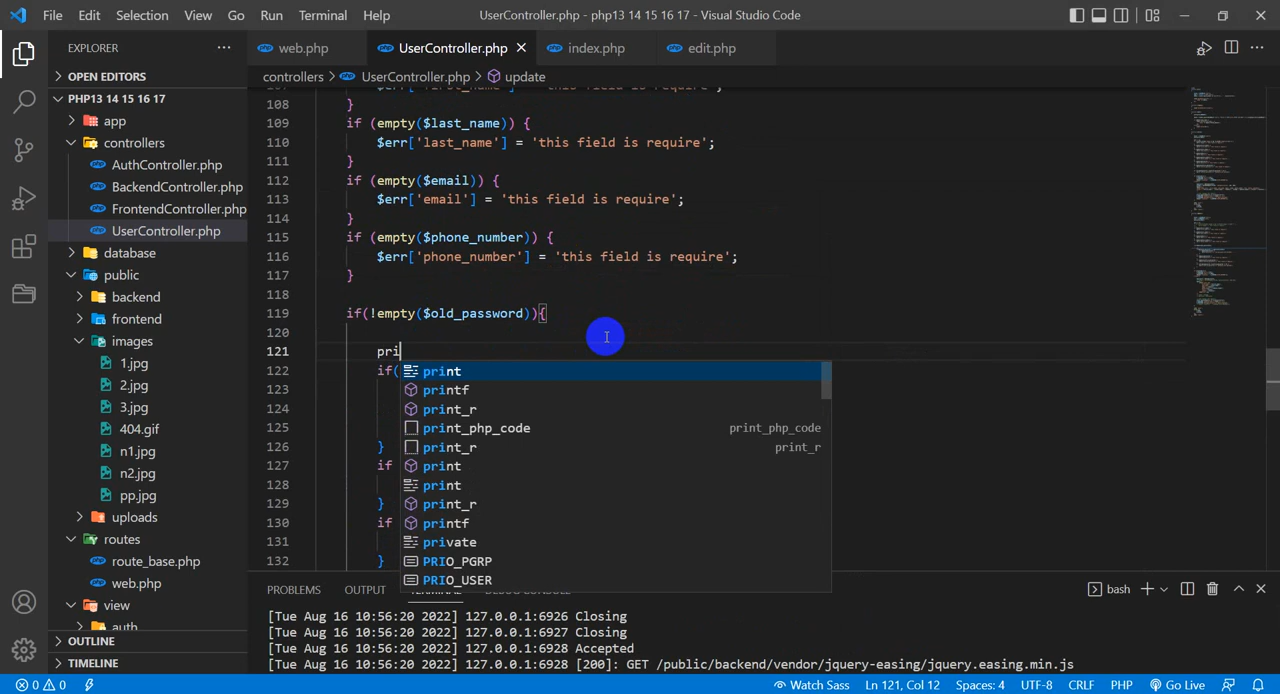 File Edit Selection View Go Run Terminal Help UserController.php - php13 14 15 16 17 - Visual Studio Code
EXPLORER ··· web.php UserController.php index.php edit.php ···
OPEN EDITORS
controllers > UserController.php > update
PHP13 14 15 16 17
app
controllers
AuthController.php
BackendController.php
FrontendController.php
UserController.php
database
public
backend
frontend
images
1.jpg
2.jpg
3.jpg
404.gif
n1.jpg
n2.jpg
pp.jpg
uploads
routes
route_base.php
web.php
view
auth
OUTLINE
TIMELINE
107 $err['first_name'] = 'this field is require';
108 }
109 if (empty($last_name)) {
110 $err['last_name'] = 'this field is require';
111 }
112 if (empty($email)) {
113 $err['email'] = 'this field is require';
114 }
115 if (empty($phone_number)) {
116 $err['phone_number'] = 'this field is require';
117 }
118
119 if(!empty($old_password)){
120
121 pri
122 if(
123
124
125
126 }
127 if
128
129 }
130 if
131
132 }
print
printf
print_r
print_php_code print_php_code
print_r print_r
print
print
print_r
printf
private
PRIO_PGRP
PRIO_USER
PROBLEMS OUTPUT TERMINAL DEBUG CONSOLE bash
[Tue Aug 16 10:56:20 2022] 127.0.0.1:6926 Closing
[Tue Aug 16 10:56:20 2022] 127.0.0.1:6927 Closing
[Tue Aug 16 10:56:20 2022] 127.0.0.1:6928 Accepted
[Tue Aug 16 10:56:20 2022] 127.0.0.1:6928 [200]: GET /public/backend/vendor/jquery-easing/jquery.easing.min.js
0 0 Watch Sass Ln 121, Col 12 Spaces: 4 UTF-8 CRLF PHP Go Live